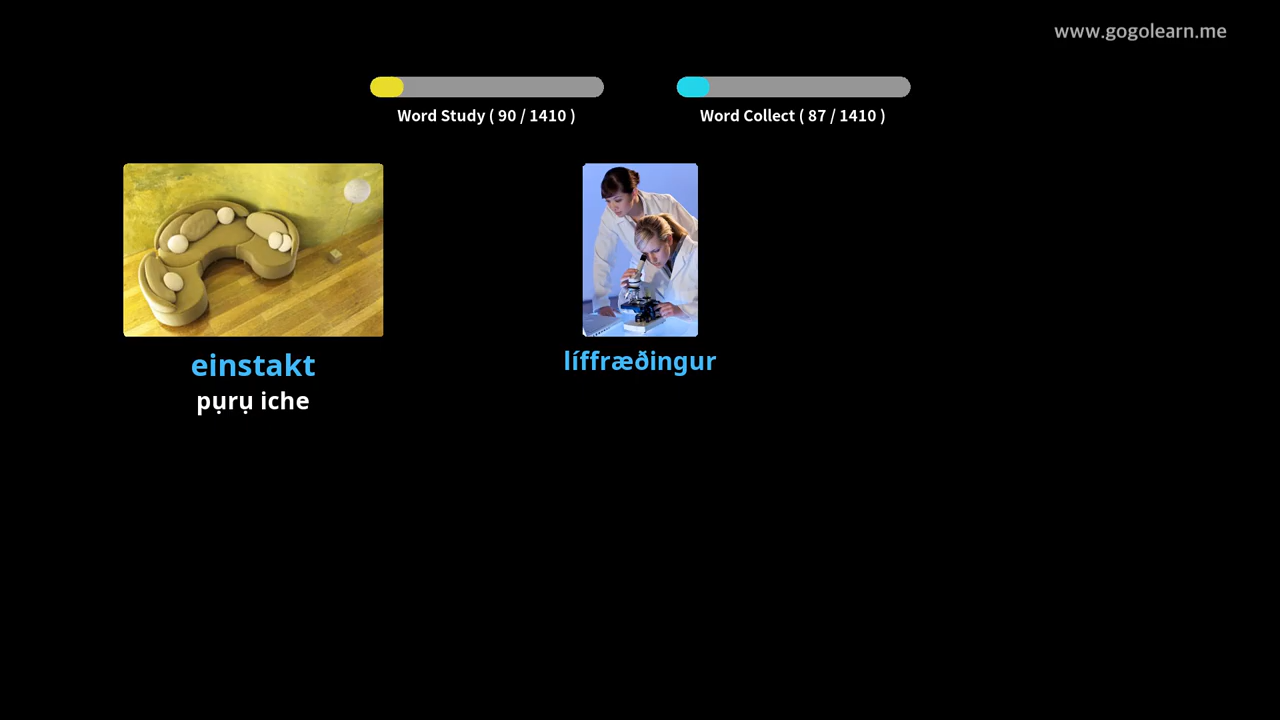 www.gogolearn.me
Word Study ( 90 / 1410 )
Word Collect ( 87 / 1410 )
einstakt
pụrụ iche
líffræðingur